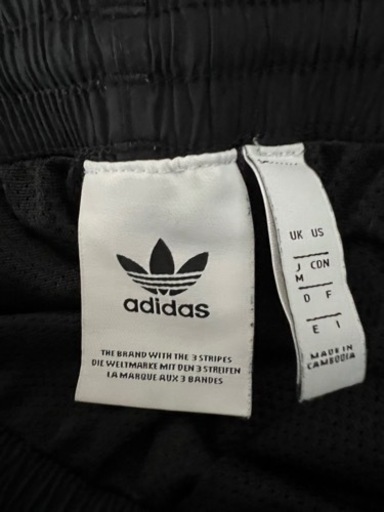 adidas
THE BRAND WITH THE 3 STRIPES
DIE WELTMARKE MIT DEN 3 STREIFEN
LA MARQUE AUX 3 BANDES
UK US
J CDN
M
D F
E I
MADE IN
CAMBODIA